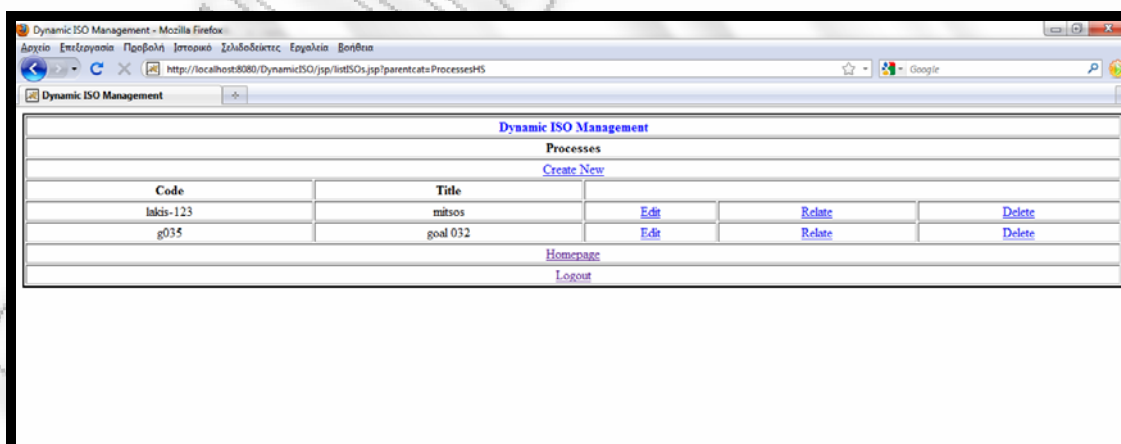 Dynamic ISO Management - Mozilla Firefox
Αρχείο Επεξεργασία Προβολή Ιστορικό Σελιδοδείκτες Εργαλεία Βοήθεια
http://localhost:8080/DynamicISO/jsp/listISOs.jsp?parentcat=ProcessesHS Google
Dynamic ISO Management
Dynamic ISO Management
Processes
Create New
Code Title
lakis-123 mitsos Edit Relate Delete
g035 goal 032 Edit Relate Delete
Homepage
Logout